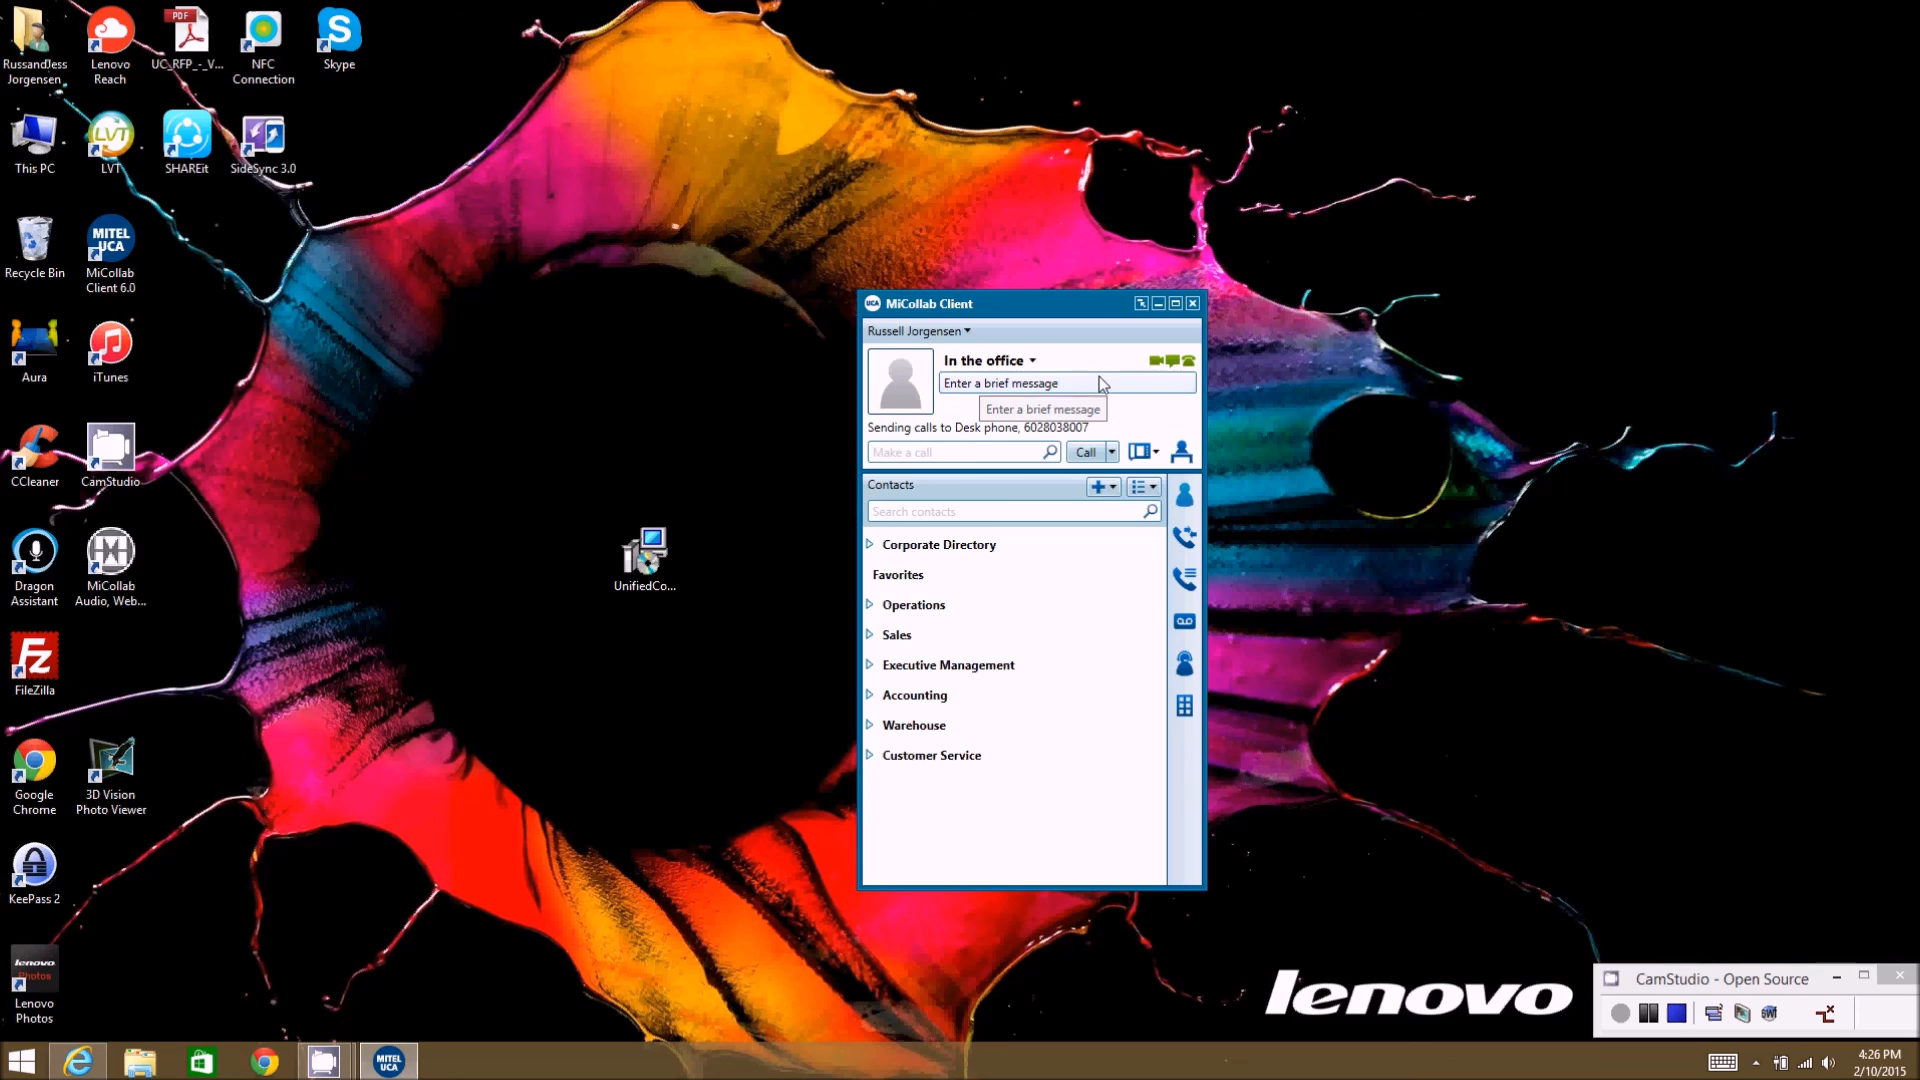 RussandJess
Jorgensen
Lenovo
Reach
PDF
UC_RFP_-_V...
NFC
Connection
Skype
This PC
LVT
LVT
SHAREit
SideSync 3.0
Recycle Bin
MITEL
UCA
MiCollab
Client 6.0
Aura
iTunes
CCleaner
CamStudio
Dragon
Assistant
MiCollab
Audio, Web...
FileZilla
Google
Chrome
3D Vision
Photo Viewer
KeePass 2
lenovo
Photos
Lenovo
Photos
UnifiedCo...
UCA MiCollab Client
Russell Jorgensen
In the office
Enter a brief message
Enter a brief message
Sending calls to Desk phone, 6028038007
Make a call
Call
Contacts
Search contacts
Corporate Directory
Favorites
Operations
Sales
Executive Management
Accounting
Warehouse
Customer Service
lenovo
CamStudio - Open Source
MITEL
UCA
4:26 PM
2/10/2015